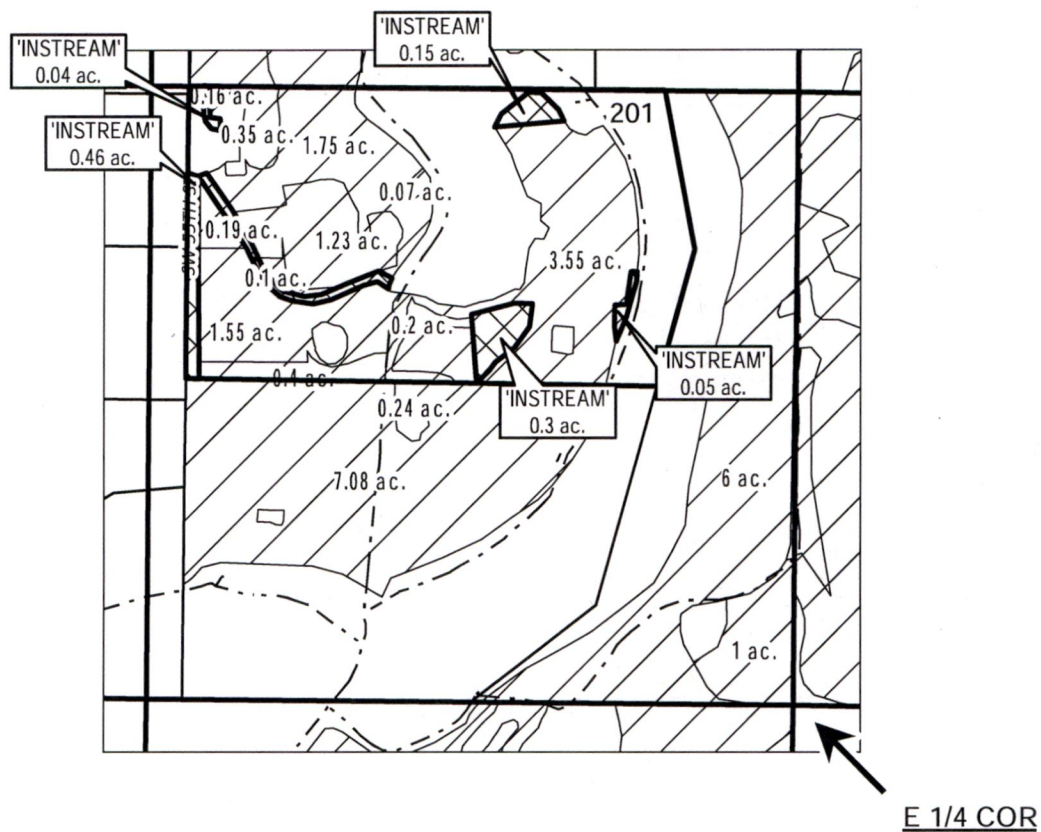 'INSTREAM'
0.15 ac.
'INSTREAM'
0.04 ac.
0.16 ac.
201
'INSTREAM'
0.46 ac.
0.35 ac.
1.75 ac.
0.07 ac.
0.19 ac.
1.23 ac.
3.55 ac.
0.1 ac.
SW 55TH ST
1.55 ac.
0.2 ac.
'INSTREAM'
0.05 ac.
0.4 ac.
'INSTREAM'
0.3 ac.
0.24 ac.
7.08 ac.
6 ac.
1 ac.
E 1/4 COR